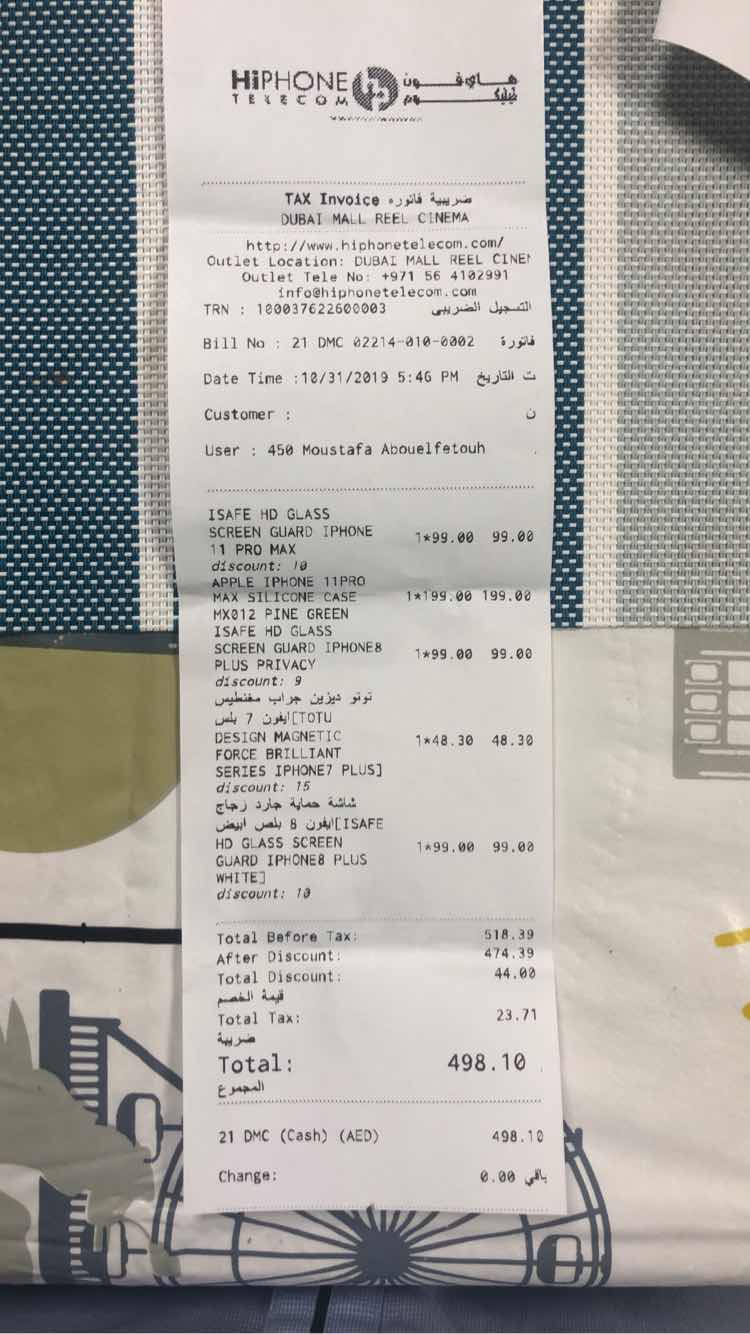 HiPHONE هاي فون
TELECOM تيليكوم
TAX Invoice ضريبية فاتوره
DUBAI MALL REEL CINEMA
http://www.hiphonetelecom.com/
Outlet Location: DUBAI MALL REEL CINEM
Outlet Tele No: +971 56 4102991
info@hiphonetelecom.com
TRN : 100037622600003 التسجيل الضريبى
Bill No : 21 DMC 02214-010-0002 فاتورة
Date Time :10/31/2019 5:46 PM ت التاريخ
Customer : ن
User : 450 Moustafa Abouelfetouh
ISAFE HD GLASS
SCREEN GUARD IPHONE 1*99.00 99.00
11 PRO MAX
discount: 10
APPLE IPHONE 11PRO
MAX SILICONE CASE 1*199.00 199.00
MX012 PINE GREEN
ISAFE HD GLASS
SCREEN GUARD IPHONE8 1*99.00 99.00
PLUS PRIVACY
discount: 9
توتو ديزين جراب مغنطيس
ايفون 7 بلس[TOTU
DESIGN MAGNETIC 1*48.30 48.30
FORCE BRILLIANT
SERIES IPHONE7 PLUS]
discount: 15
شاشة حماية جارد زجاج
ايفون 8 بلص ابيض[ISAFE
HD GLASS SCREEN 1*99.00 99.00
GUARD IPHONE8 PLUS
WHITE]
discount: 10
Total Before Tax: 518.39
After Discount: 474.39
Total Discount: 44.00
قيمة الخصم
Total Tax: 23.71
ضريبة
Total: 498.10
المجموع
21 DMC (Cash) (AED) 498.10
Change: 0.00 باقي